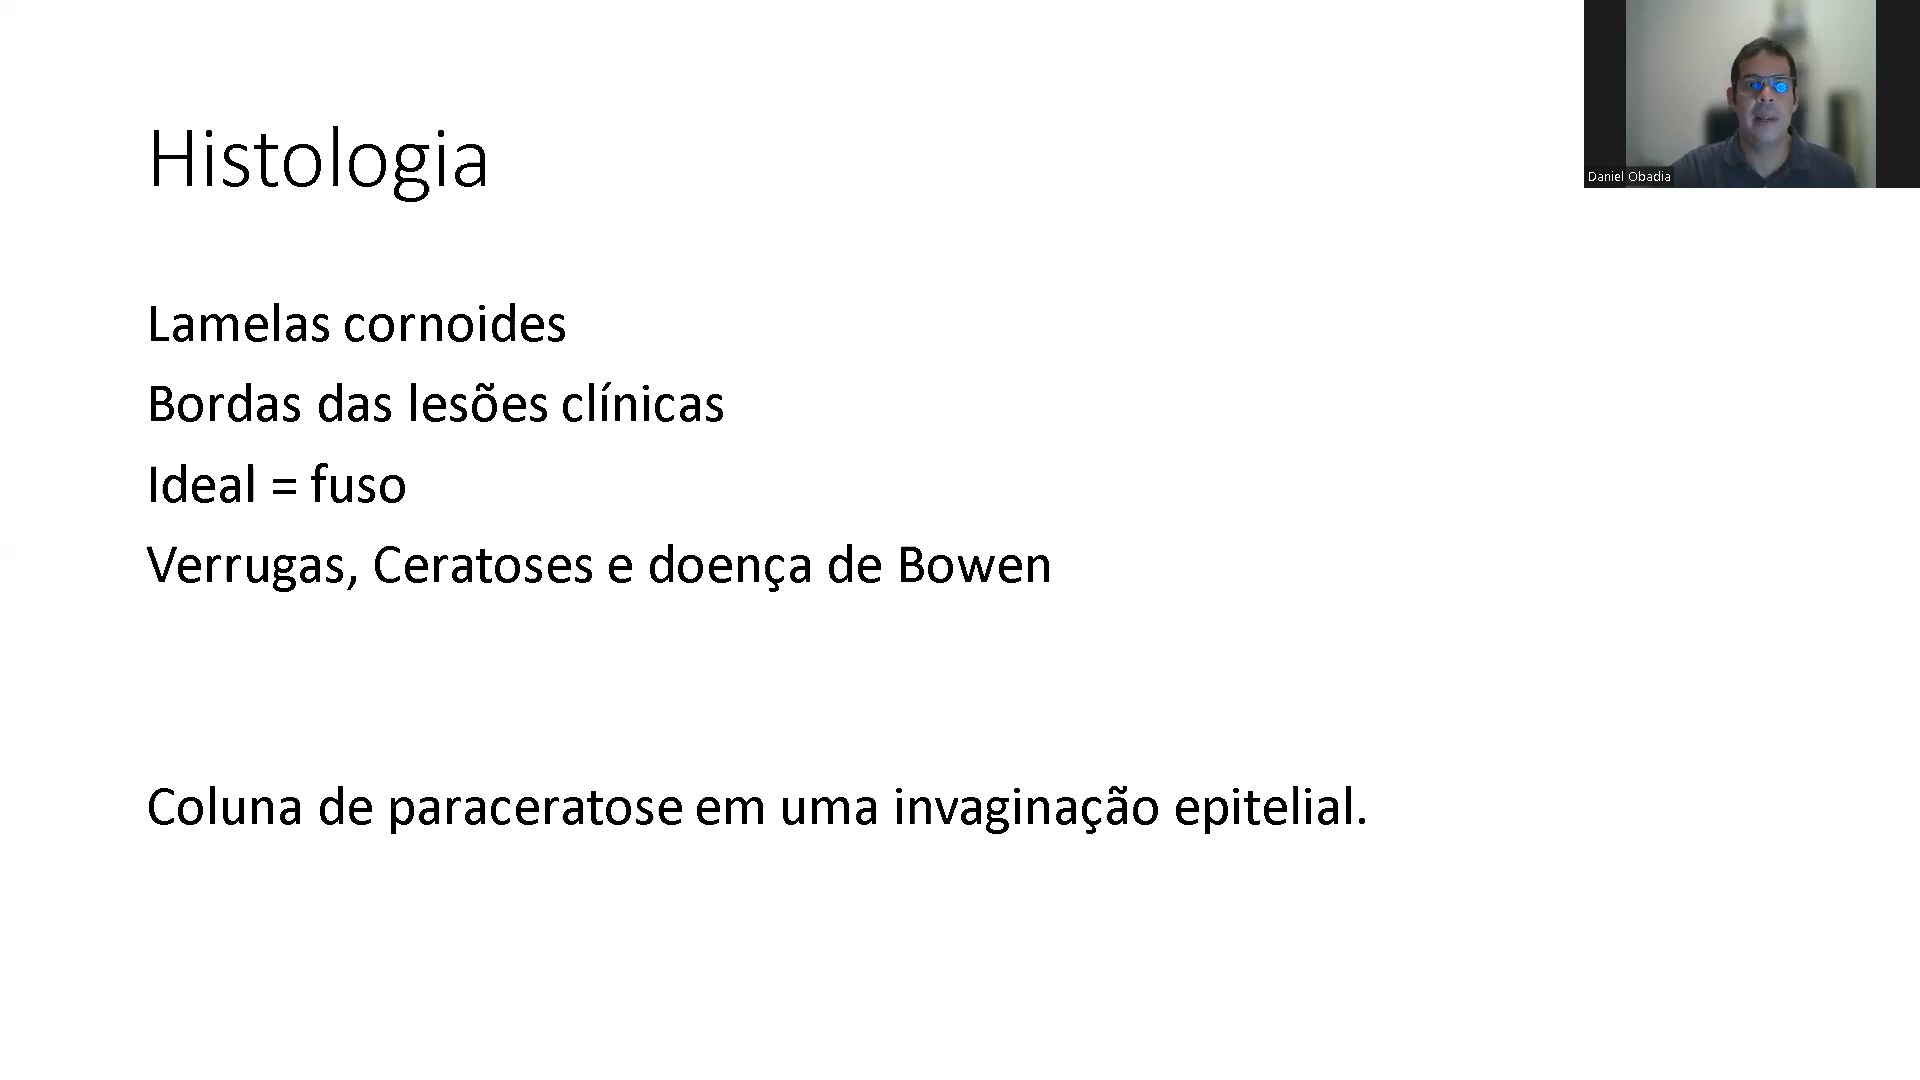 Histologia
Daniel Obadia
Lamelas cornoides
Bordas das lesões clínicas
Ideal = fuso
Verrugas, Ceratoses e doença de Bowen
Coluna de paraceratose em uma invaginação epitelial.